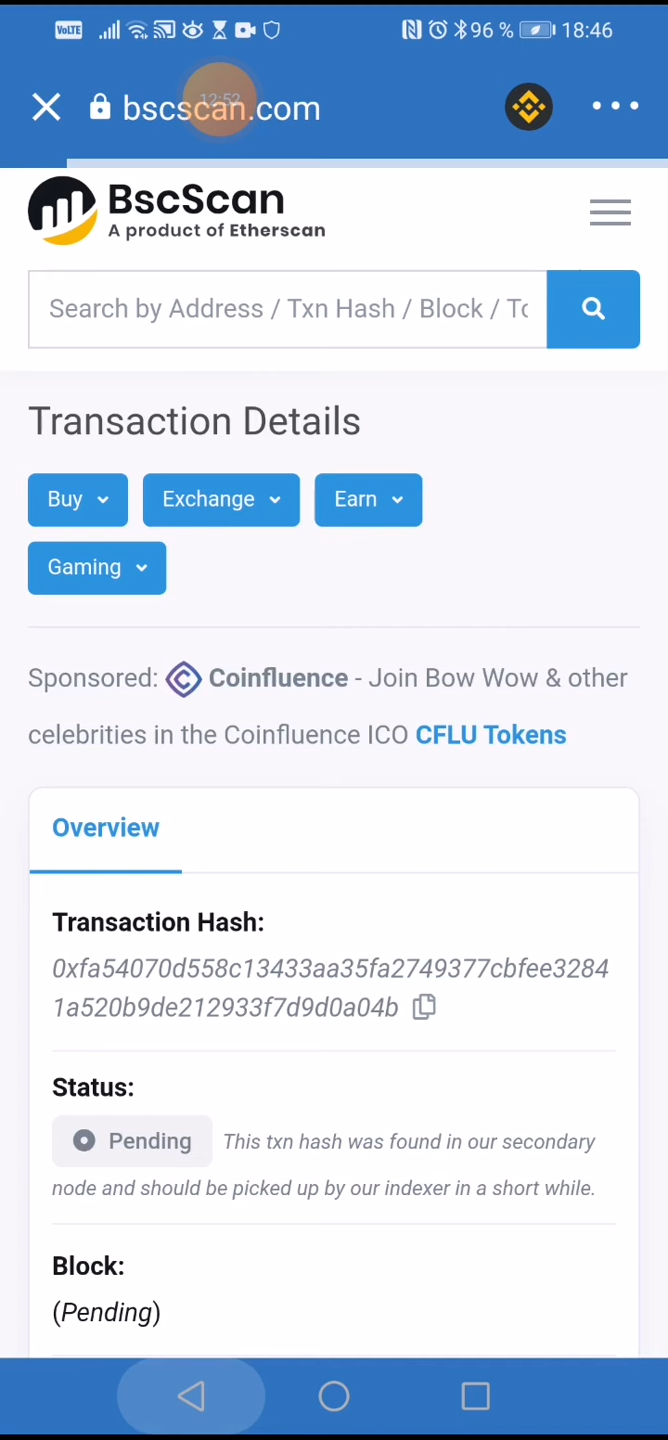 VoLTE 96 % 18:46
bscscan.com
12:52
BscScan
A product of Etherscan
Search by Address / Txn Hash / Block / To
Transaction Details
Buy Exchange Earn
Gaming
Sponsored: Coinfluence - Join Bow Wow & other
celebrities in the Coinfluence ICO CFLU Tokens
Overview
Transaction Hash:
0xfa54070d558c13433aa35fa2749377cbfee3284
1a520b9de212933f7d9d0a04b
Status:
Pending This txn hash was found in our secondary
node and should be picked up by our indexer in a short while.
Block:
(Pending)